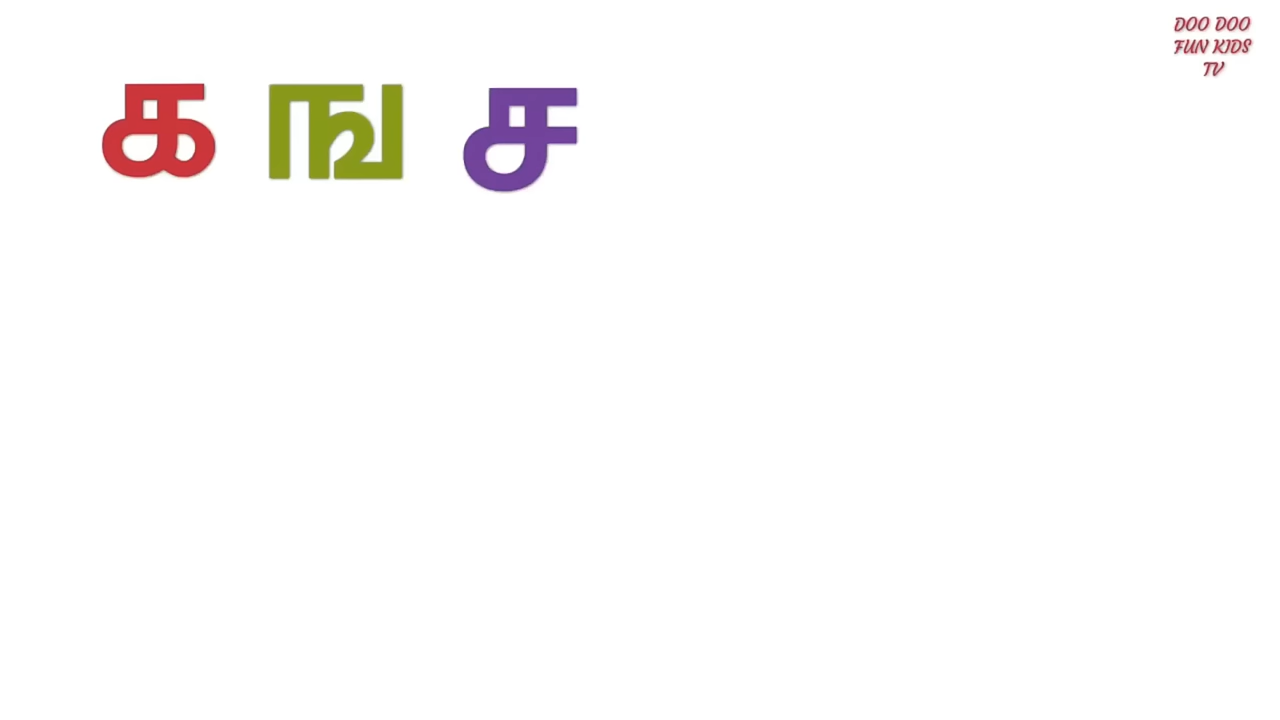 க ங ச
DOO DOO
FUN KIDS
TV